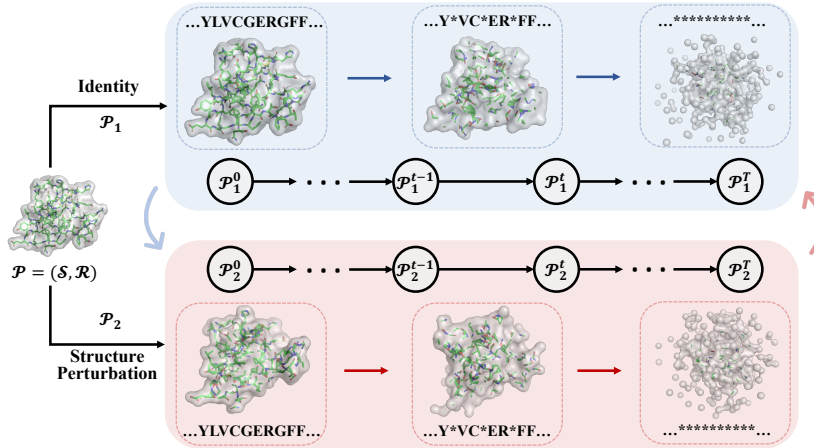 ...YLVCGERGFF...
...Y*VC*ER*FF...
...**********...
Identity
𝒫₁
𝒫₁⁰
...
𝒫₁ᵗ⁻¹
𝒫₁ᵗ
...
𝒫₁ᵀ
𝒫 = (𝒮, ℛ)
𝒫₂⁰
...
𝒫₂ᵗ⁻¹
𝒫₂ᵗ
...
𝒫₂ᵀ
𝒫₂
Structure
Perturbation
...YLVCGERGFF...
...Y*VC*ER*FF...
...**********...